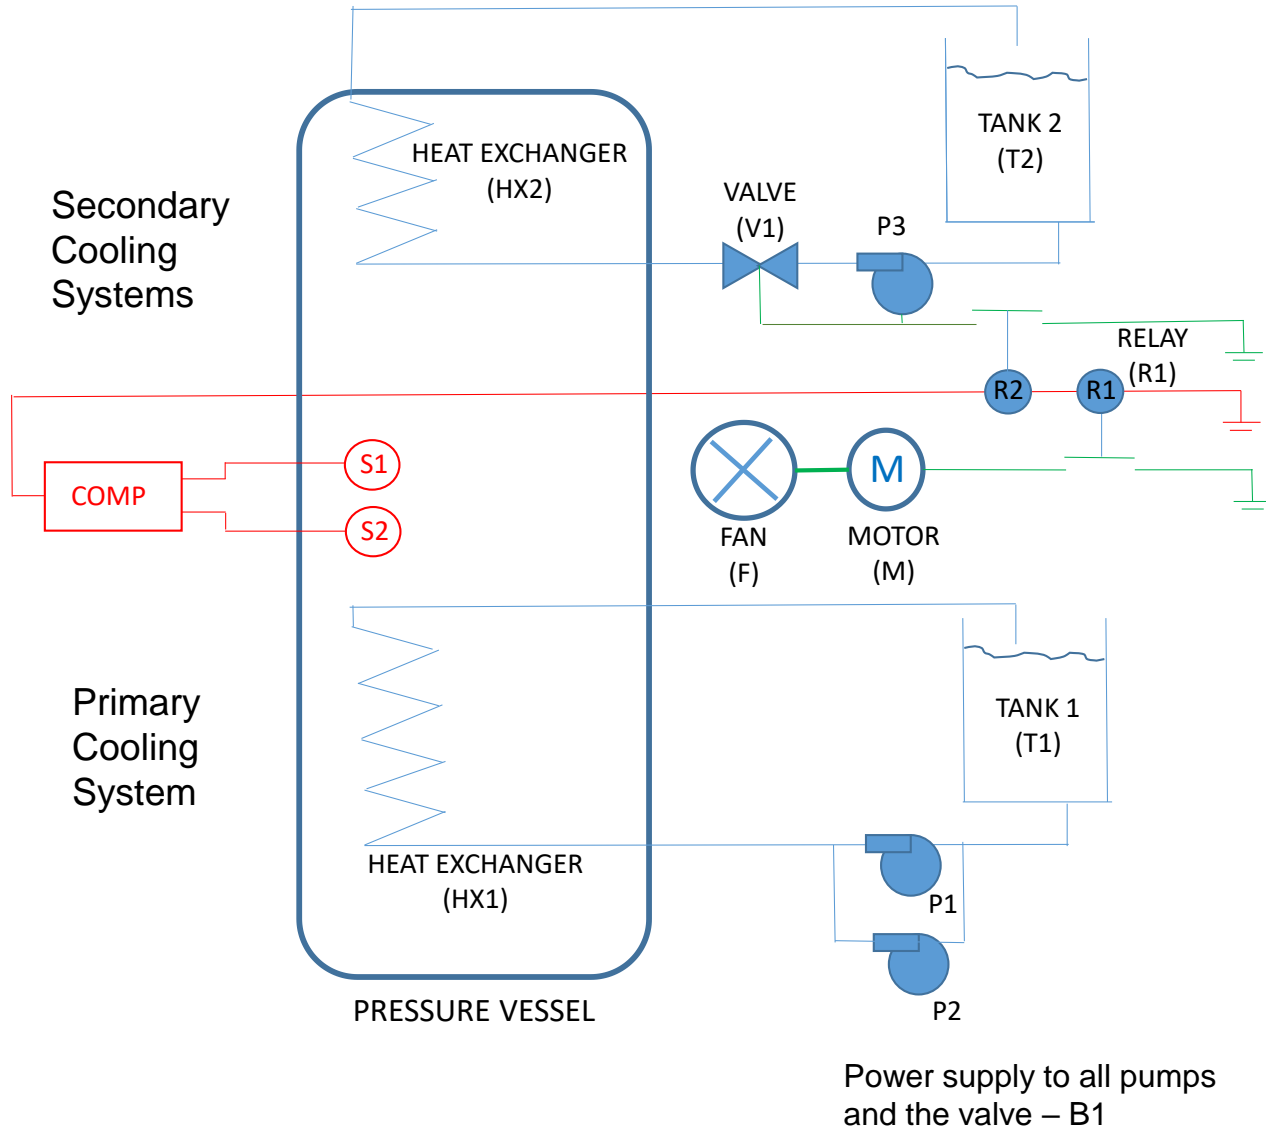 TANK 2
(T2)
HEAT EXCHANGER
(HX2)
Secondary
Cooling
Systems
VALVE
(V1)
P3
RELAY
(R1)
R2
R1
S1
COMP
S2
M
FAN
(F)
MOTOR
(M)
Primary
Cooling
System
TANK 1
(T1)
HEAT EXCHANGER
(HX1)
P1
P2
PRESSURE VESSEL
Power supply to all pumps
and the valve – B1